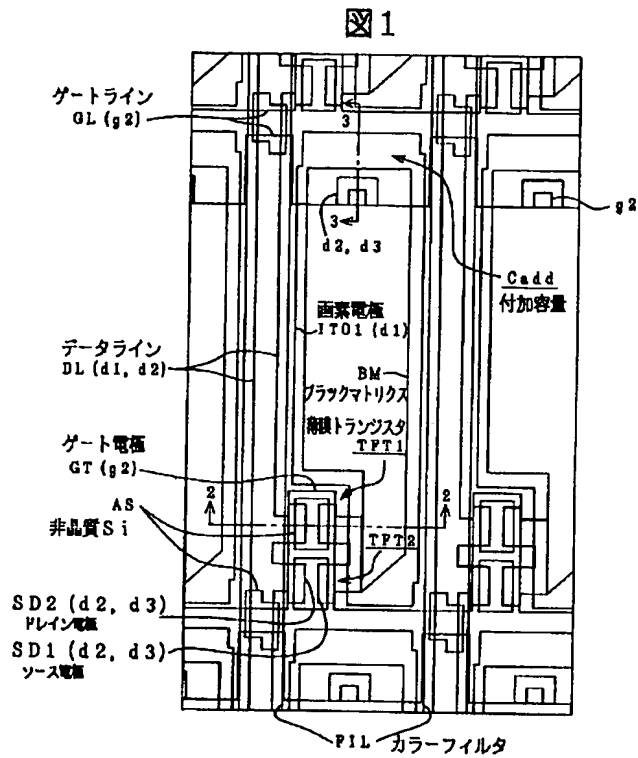 図1
ゲートライン
GL (g2)
3
3
d2, d3
g2
Cadd
付加容量
画素電極
ITO1 (d1)
データライン
DL (d1, d2)
BM
ブラックマトリクス
薄膜トランジスタ
TFT1
ゲート電極
GT (g2)
2
2
AS
非晶質Si
TFT2
SD2 (d2, d3)
ドレイン電極
SD1 (d2, d3)
ソース電極
FIL カラーフィルタ